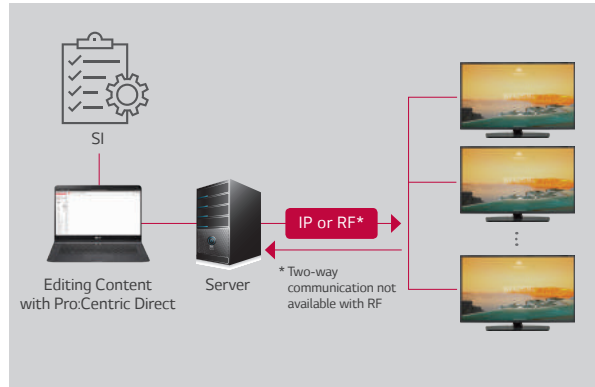 SI
IP or RF*
Editing Content
with Pro:Centric Direct
Server
* Two-way
communication not
available with RF